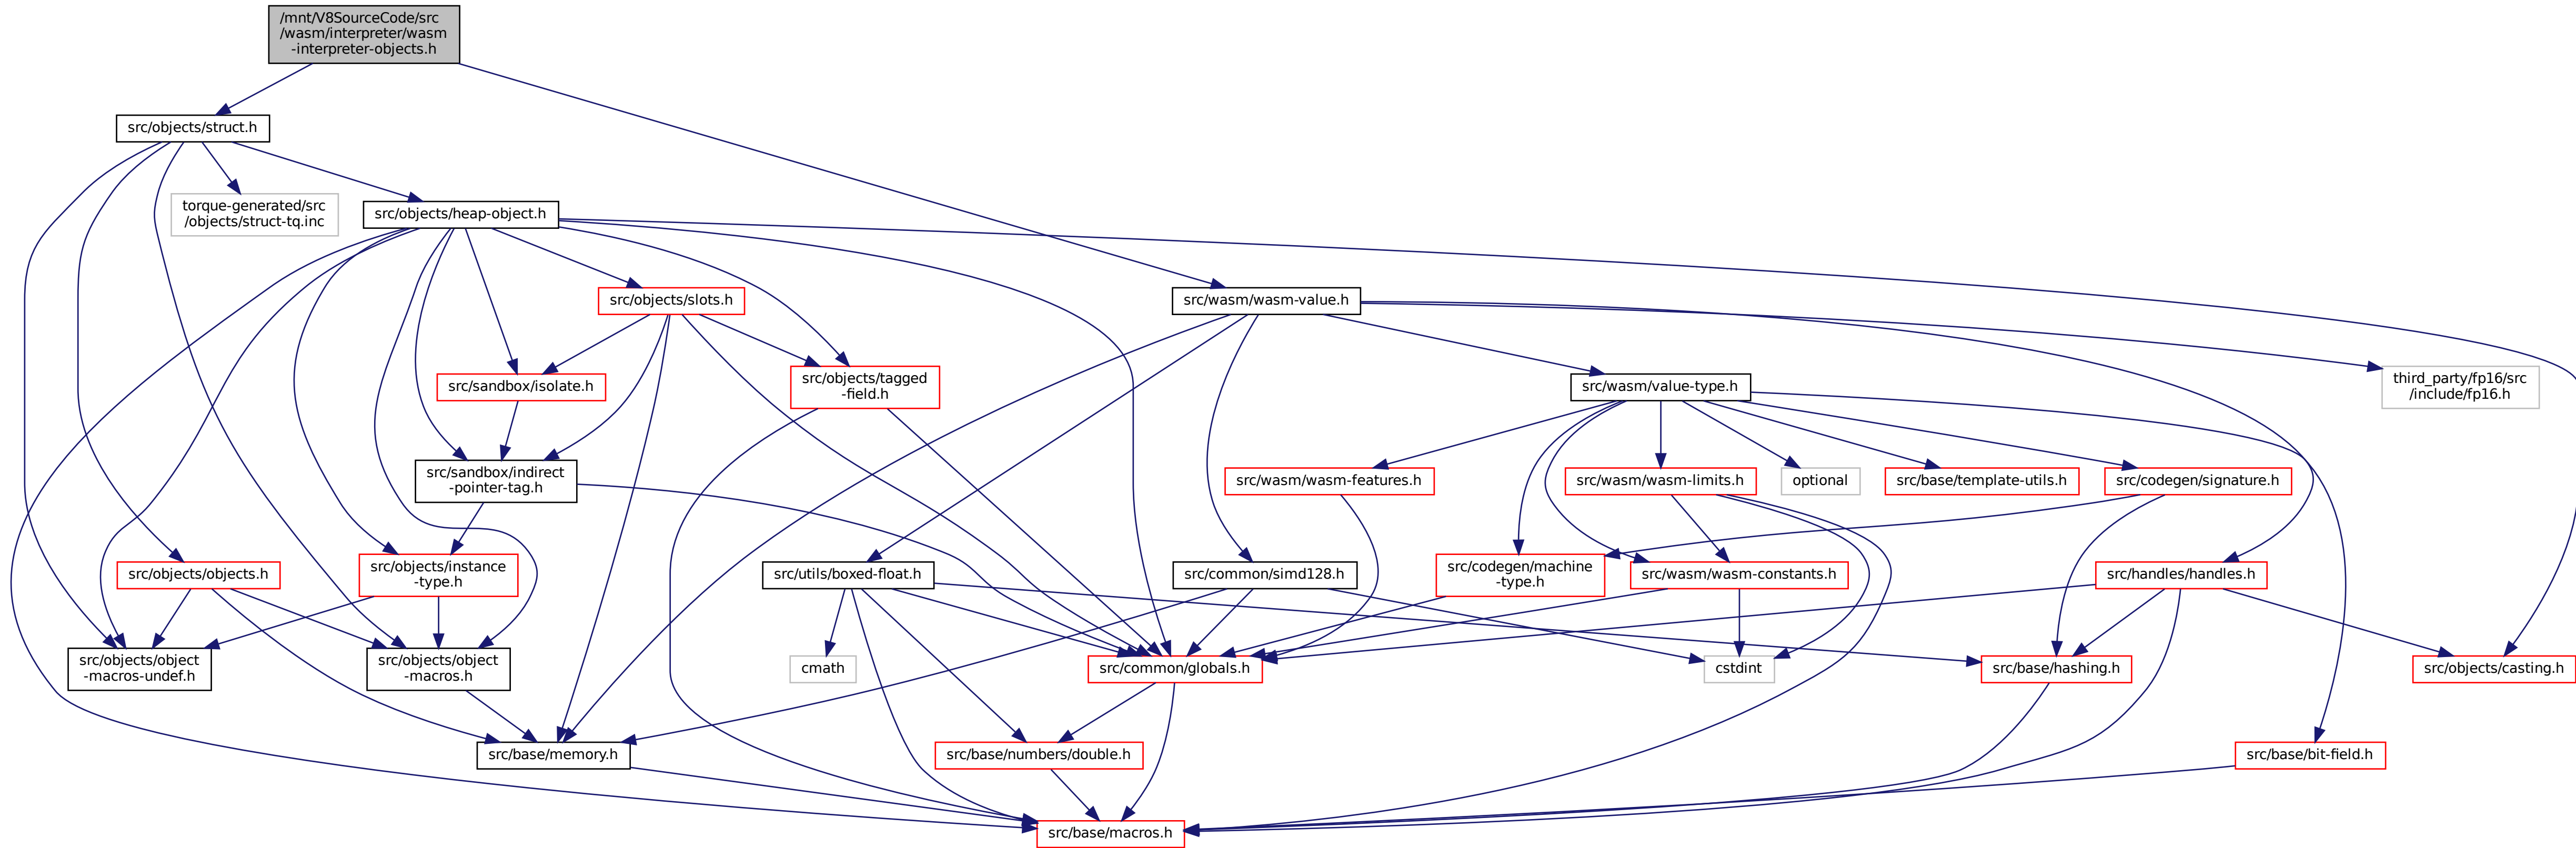 /mnt/V8SourceCode/src
/wasm/interpreter/wasm
-interpreter-objects.h
src/objects/struct.h
torque-generated/src
/objects/struct-tq.inc
src/objects/heap-object.h
src/objects/slots.h
src/wasm/wasm-value.h
src/sandbox/isolate.h
src/objects/tagged
-field.h
src/wasm/value-type.h
third_party/fp16/src
/include/fp16.h
src/sandbox/indirect
-pointer-tag.h
src/wasm/wasm-features.h
src/wasm/wasm-limits.h
optional
src/base/template-utils.h
src/codegen/signature.h
src/objects/objects.h
src/objects/instance
-type.h
src/utils/boxed-float.h
src/common/simd128.h
src/codegen/machine
-type.h
src/wasm/wasm-constants.h
src/handles/handles.h
src/objects/object
-macros-undef.h
src/objects/object
-macros.h
cmath
src/common/globals.h
cstdint
src/base/hashing.h
src/objects/casting.h
src/base/memory.h
src/base/numbers/double.h
src/base/bit-field.h
src/base/macros.h